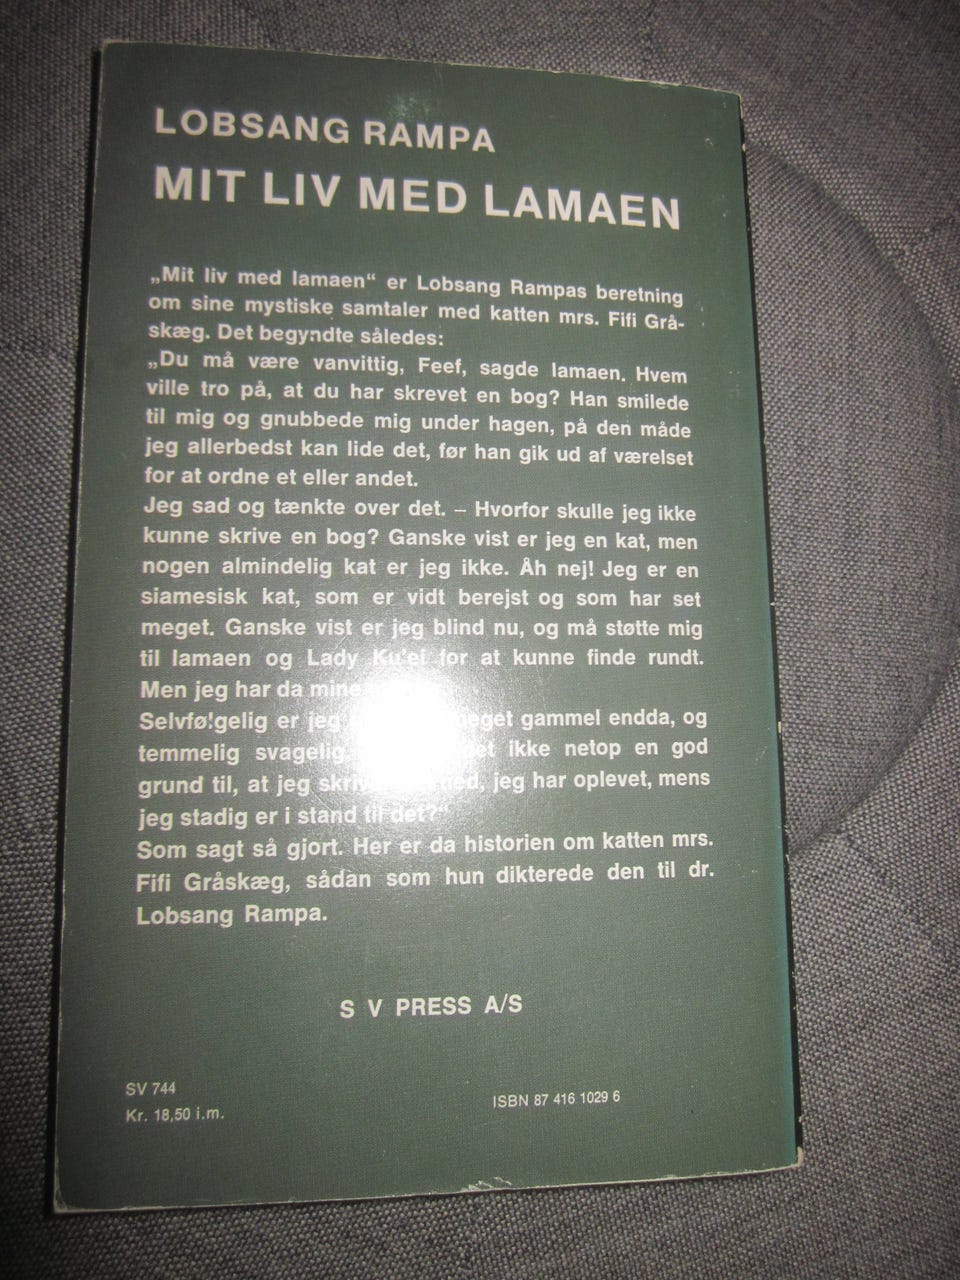 LOBSANG RAMPA
MIT LIV MED LAMAEN
„Mit liv med lamaen“ er Lobsang Rampas beretning
om sine mystiske samtaler med katten mrs. Fifi Grå-
skæg. Det begyndte således:
„Du må være vanvittig, Feef, sagde lamaen. Hvem
ville tro på, at du har skrevet en bog? Han smilede
til mig og gnubbede mig under hagen, på den måde
jeg allerbedst kan lide det, før han gik ud af værelset
for at ordne et eller andet.
Jeg sad og tænkte over det. – Hvorfor skulle jeg ikke
kunne skrive en bog? Ganske vist er jeg en kat, men
nogen almindelig kat er jeg ikke. Åh nej! Jeg er en
siamesisk kat, som er vidt berejst og som har set
meget. Ganske vist er jeg blind nu, og må støtte mig
til lamaen og Lady Ku'ei for at kunne finde rundt.
Men jeg har da mine
Selvfølgelig er jeg meget gammel endda, og
temmelig svagelig, ikke netop en god
grund til, at jeg jeg har oplevet, mens
jeg stadig er i stand til det?“
Som sagt så gjort. Her er da historien om katten mrs.
Fifi Gråskæg, sådan som hun dikterede den til dr.
Lobsang Rampa.
S V PRESS A/S
SV 744
Kr. 18,50 i.m.
ISBN 87 416 1029 6